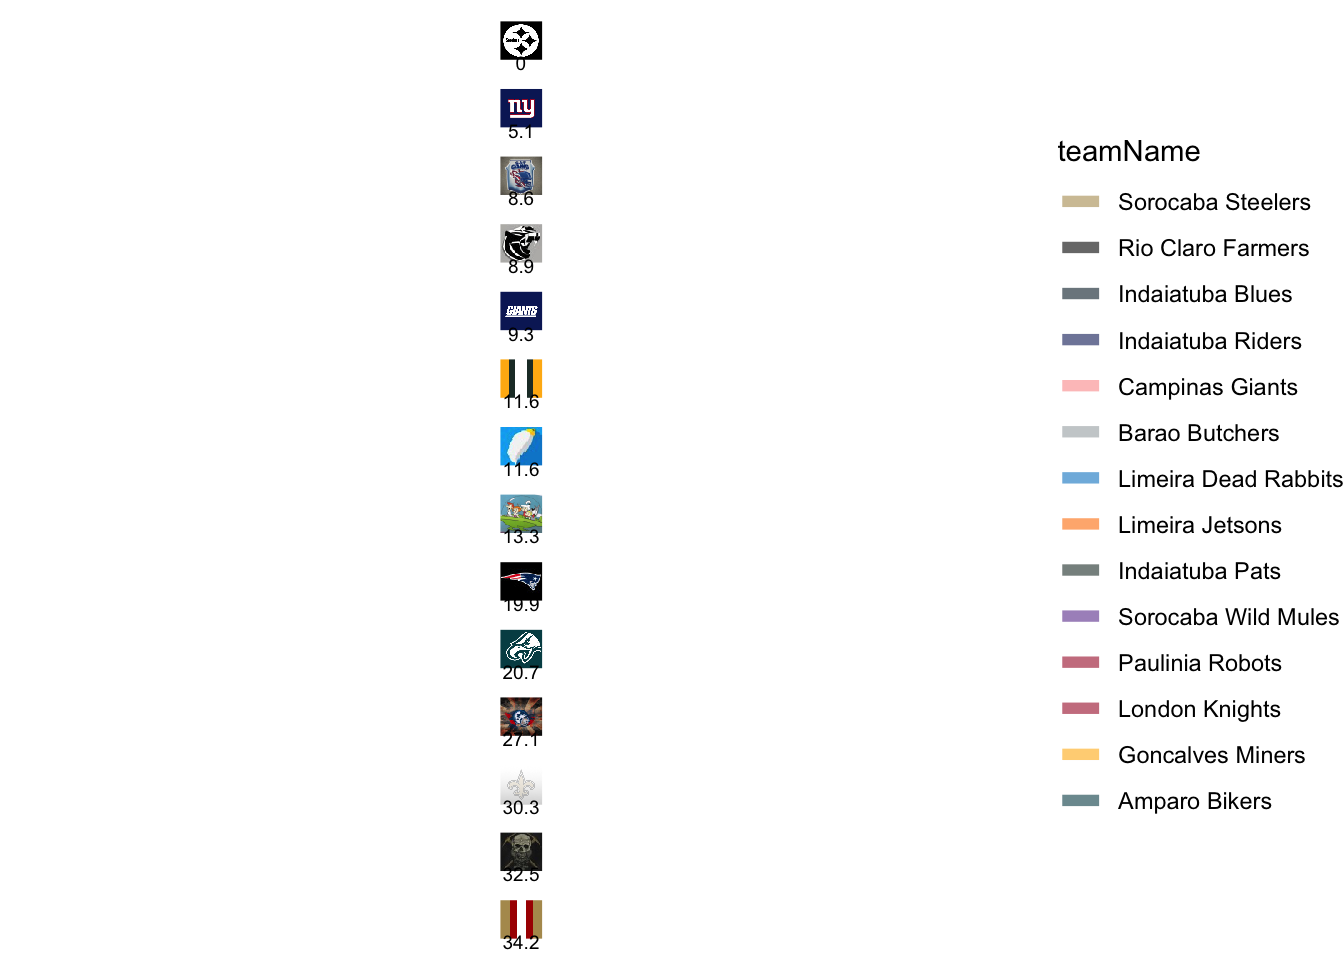 Steelers
0
ny
5.1
8.6
8.9
GIANTS
9.3
11.6
11.6
13.3
19.9
20.7
27.1
30.3
32.5
34.2
teamName
Sorocaba Steelers
Rio Claro Farmers
Indaiatuba Blues
Indaiatuba Riders
Campinas Giants
Barao Butchers
Limeira Dead Rabbits
Limeira Jetsons
Indaiatuba Pats
Sorocaba Wild Mules
Paulinia Robots
London Knights
Goncalves Miners
Amparo Bikers